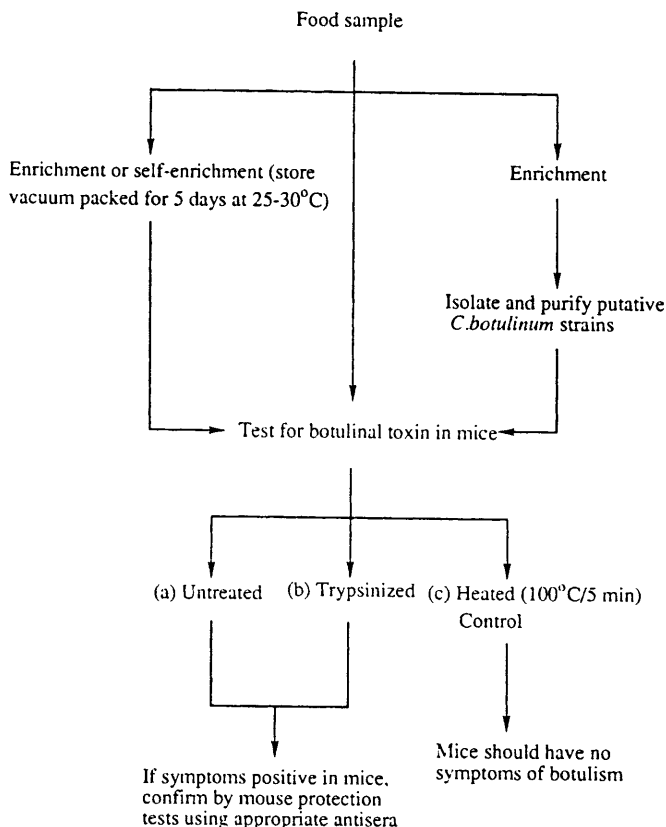 Food sample
Enrichment or self-enrichment (store
vacuum packed for 5 days at 25-30°C)
Enrichment
Isolate and purify putative
C.botulinum strains
Test for botulinal toxin in mice
(a) Untreated
(b) Trypsinized
(c) Heated (100°C/5 min)
Control
If symptoms positive in mice,
confirm by mouse protection
tests using appropriate antisera
Mice should have no
symptoms of botulism